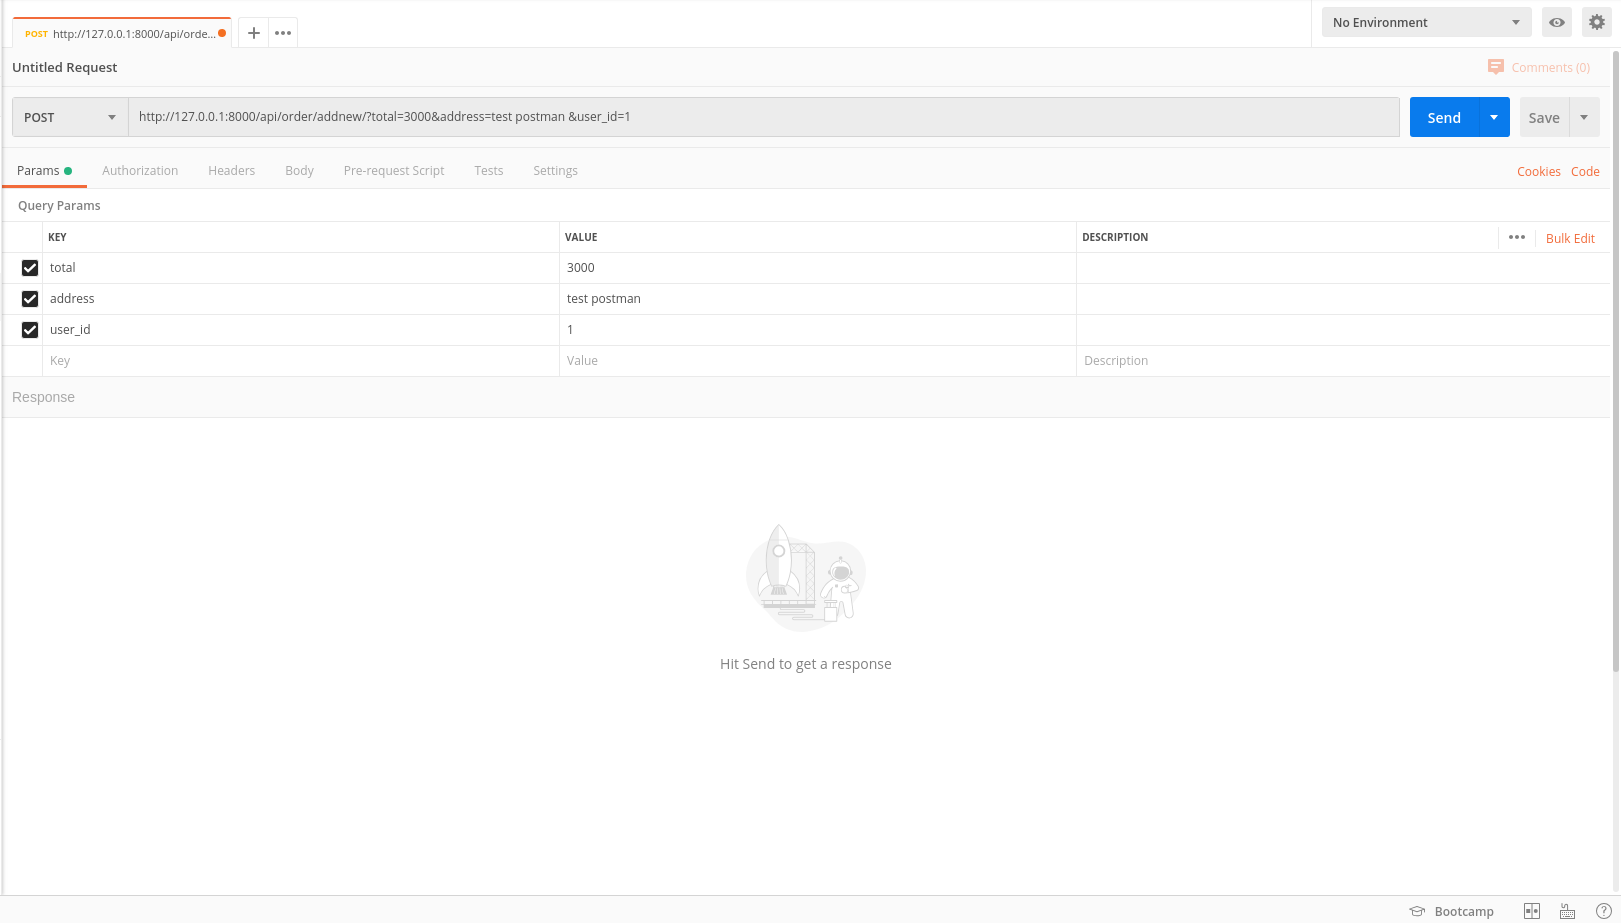 POST http://127.0.0.1:8000/api/orde...
No Environment
Untitled Request
Comments (0)
POST
http://127.0.0.1:8000/api/order/addnew/?total=3000&address=test postman &user_id=1
Send
Save
Params Authorization Headers Body Pre-request Script Tests Settings
Cookies Code
Query Params
KEY VALUE DESCRIPTION
Bulk Edit
total 3000
address test postman
user_id 1
Key Value Description
Response
Hit Send to get a response
Bootcamp